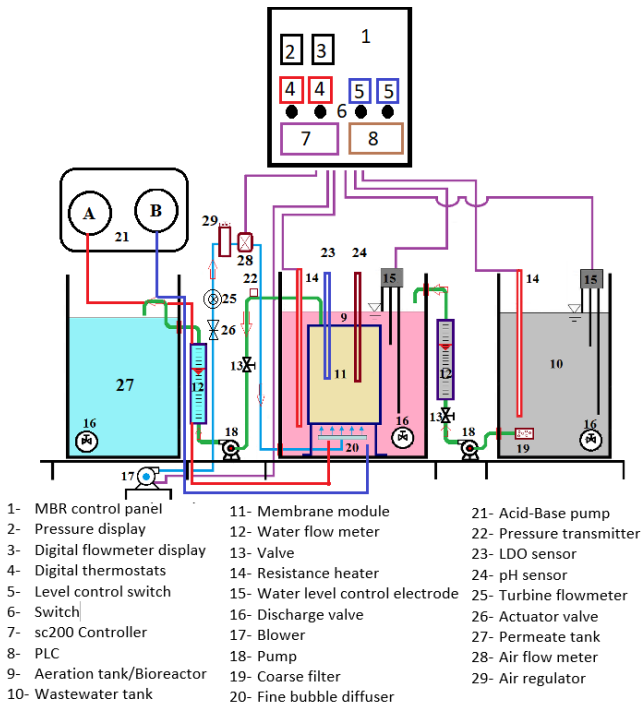 1
2
3
4
4
5
5
6
7
8
A
B
21
29
28
23
24
22
14
15
14
15
25
26
9
27
12
13
11
12
10
13
16
18
16
18
16
17
20
19
1- MBR control panel
2- Pressure display
3- Digital flowmeter display
4- Digital thermostats
5- Level control switch
6- Switch
7- sc200 Controller
8- PLC
9- Aeration tank/Bioreactor
10- Wastewater tank
11- Membrane module
12- Water flow meter
13- Valve
14- Resistance heater
15- Water level control electrode
16- Discharge valve
17- Blower
18- Pump
19- Coarse filter
20- Fine bubble diffuser
21- Acid-Base pump
22- Pressure transmitter
23- LDO sensor
24- pH sensor
25- Turbine flowmeter
26- Actuator valve
27- Permeate tank
28- Air flow meter
29- Air regulator